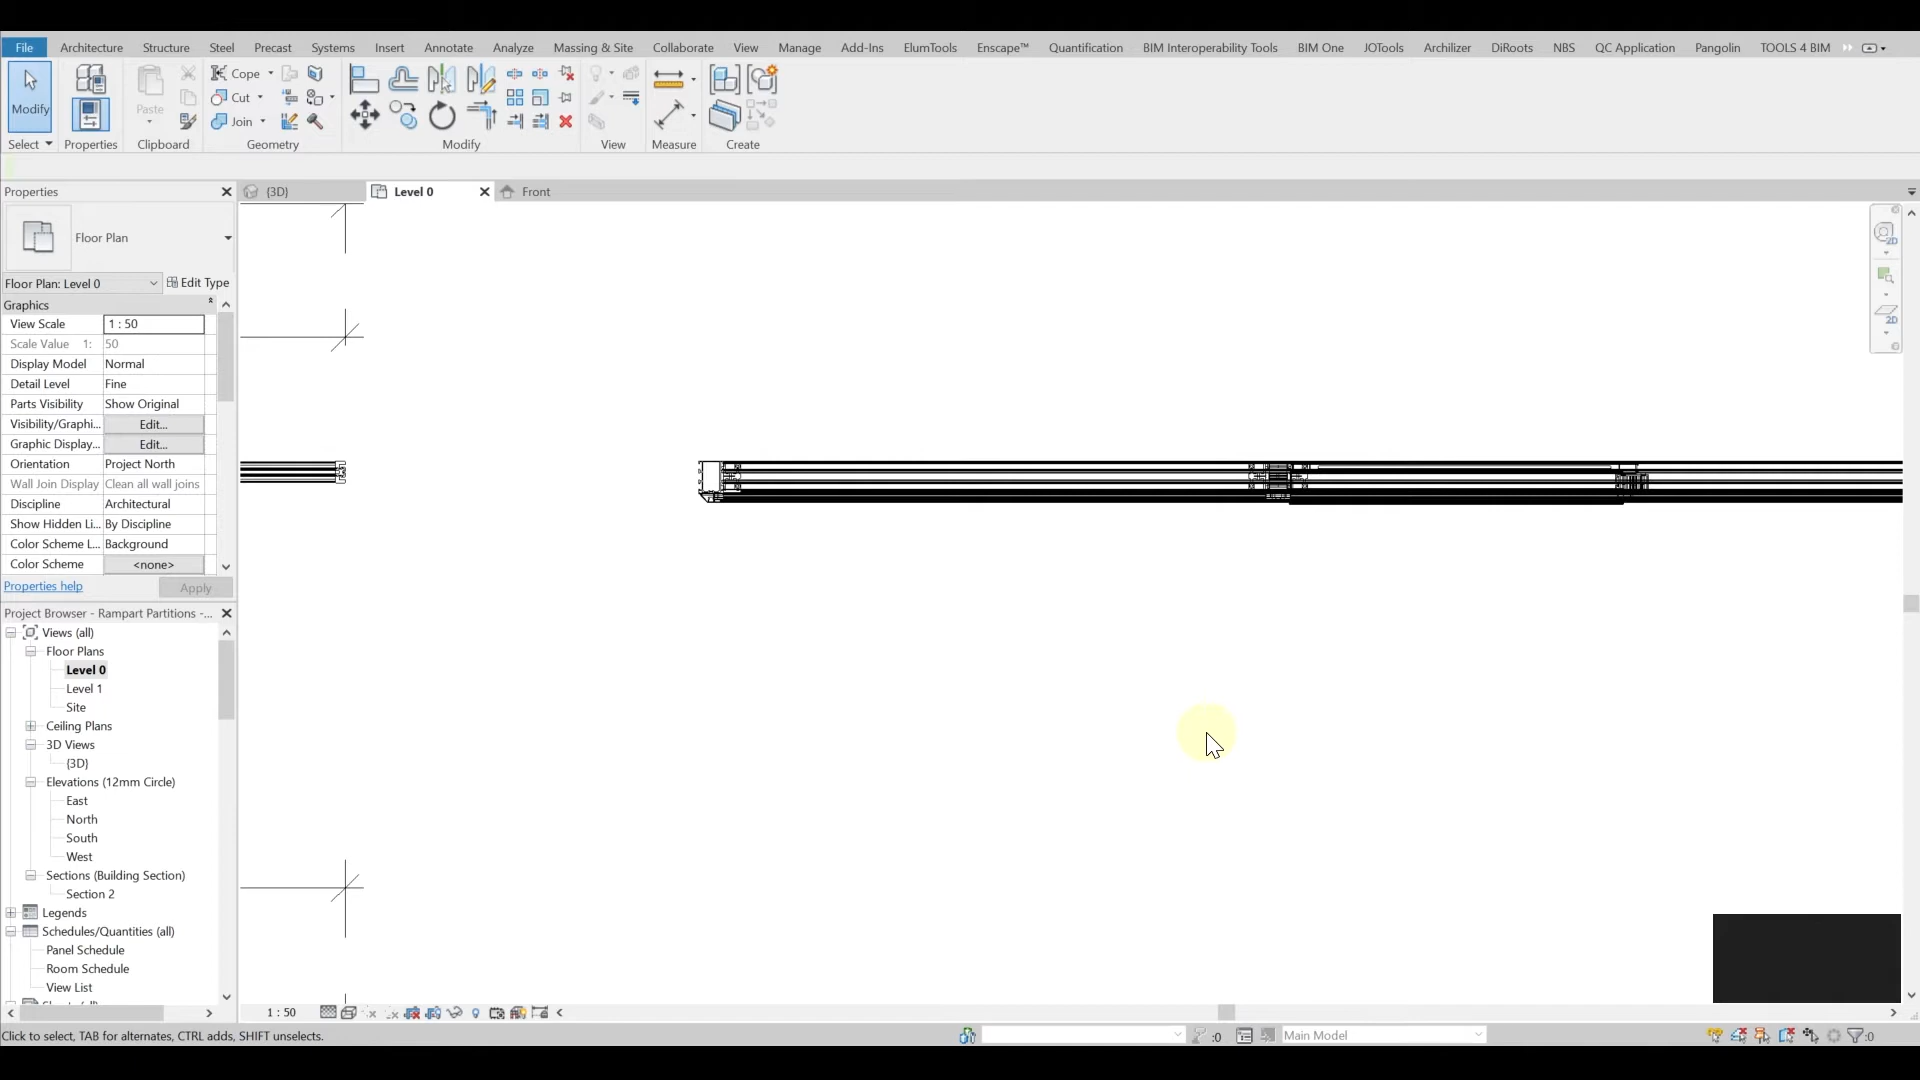 File Architecture Structure Steel Precast Systems Insert Annotate Analyze Massing & Site Collaborate View Manage Add-Ins ElumTools Enscape™ Quantification BIM Interoperability Tools BIM One JOTools Archilizer DiRoots NBS QC Application Pangolin TOOLS 4 BIM
Cope
Cut
Join
Modify
Paste
Select Properties Clipboard Geometry Modify View Measure Create
Properties
{3D} Level 0 Front
Floor Plan
Floor Plan: Level 0 Edit Type
Graphics
View Scale 1 : 50
Scale Value 1: 50
Display Model Normal
Detail Level Fine
Parts Visibility Show Original
Visibility/Graphi... Edit...
Graphic Display... Edit...
Orientation Project North
Wall Join Display Clean all wall joins
Discipline Architectural
Show Hidden Li... By Discipline
Color Scheme L... Background
Color Scheme <none>
Properties help Apply
Project Browser - Rampart Partitions -...
Views (all)
Floor Plans
Level 0
Level 1
Site
Ceiling Plans
3D Views
{3D}
Elevations (12mm Circle)
East
North
South
West
Sections (Building Section)
Section 2
Legends
Schedules/Quantities (all)
Panel Schedule
Room Schedule
View List
1 : 50
Click to select, TAB for alternates, CTRL adds, SHIFT unselects.
:0
Main Model
:0
2D
2D